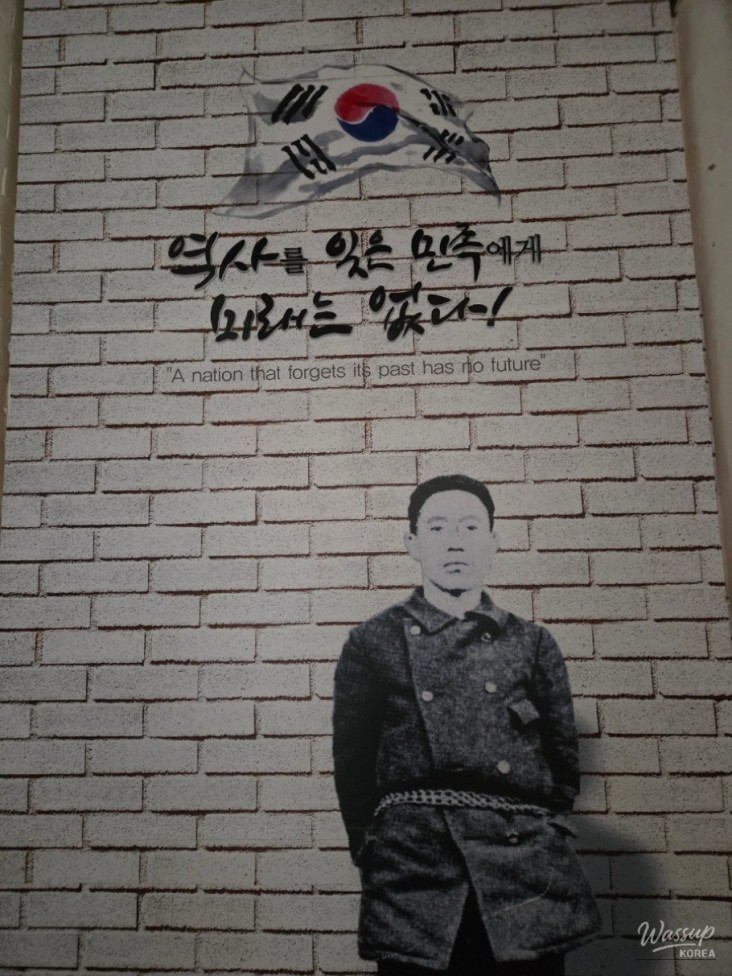 역사를 잊은 민족에게
미래는 없다!
"A nation that forgets its past has no future"
Wassup
KOREA